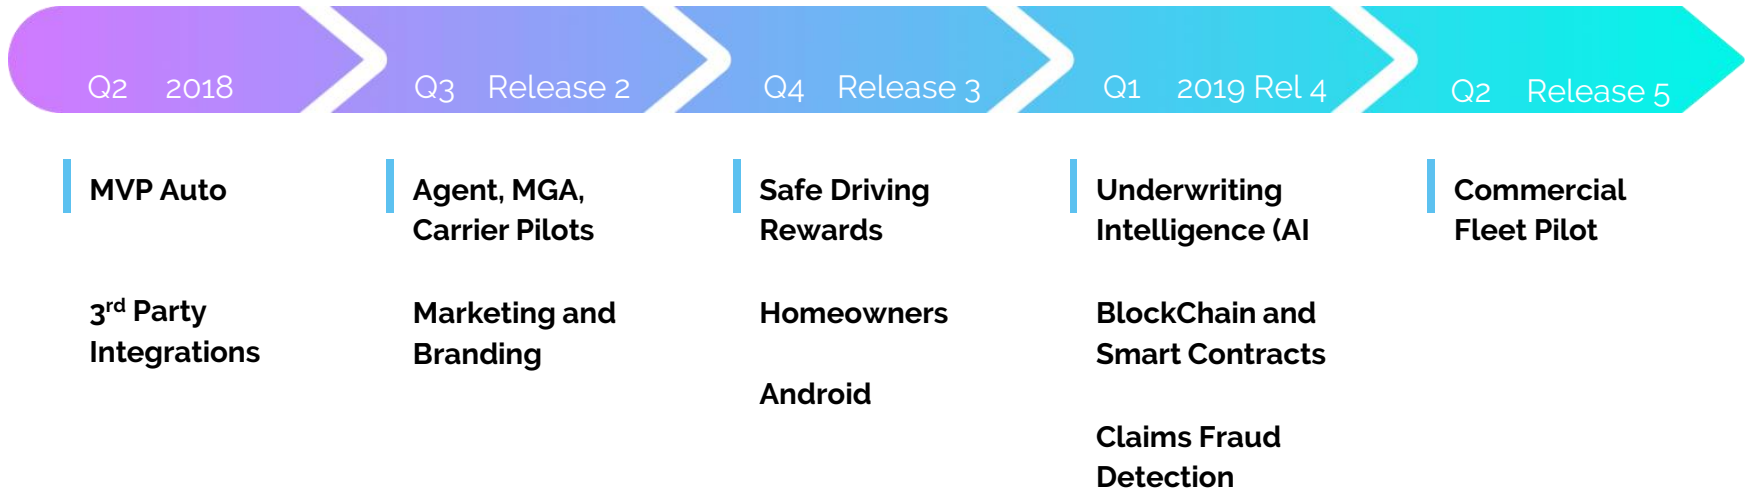 Q2 2018
Q3 Release 2
Q4 Release 3
Q1 2019 Rel 4
Q2 Release 5
MVP Auto
3rd Party
Integrations
Agent, MGA,
Carrier Pilots
Marketing and
Branding
Safe Driving
Rewards
Homeowners
Android
Underwriting
Intelligence (AI
BlockChain and
Smart Contracts
Claims Fraud
Detection
Commercial
Fleet Pilot